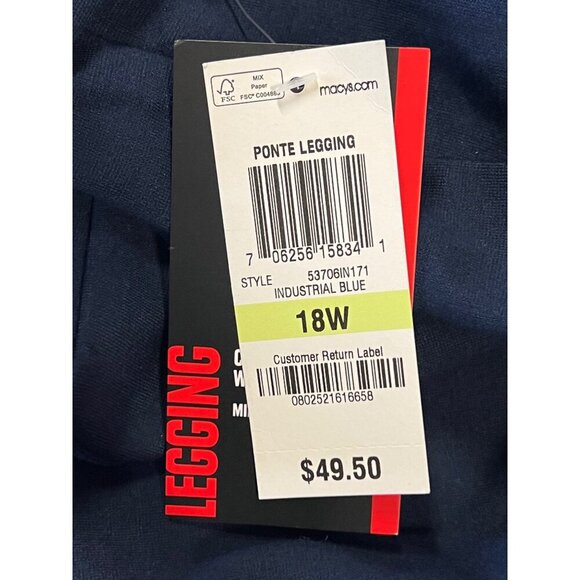 FSC
MIX
Paper
macys.com
PONTE LEGGING
7 06256 15834 1
STYLE 53706IN171
INDUSTRIAL BLUE
18W
Customer Return Label
0802521616658
$49.50
LEGGING